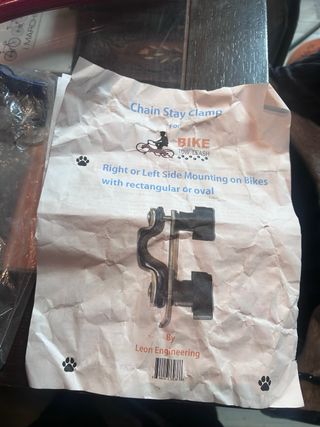 Chain Stay Clamp
FOR
BIKE
TOW LEASH
Right or Left Side Mounting on Bikes
with rectangular or oval
By
Leon Engineering